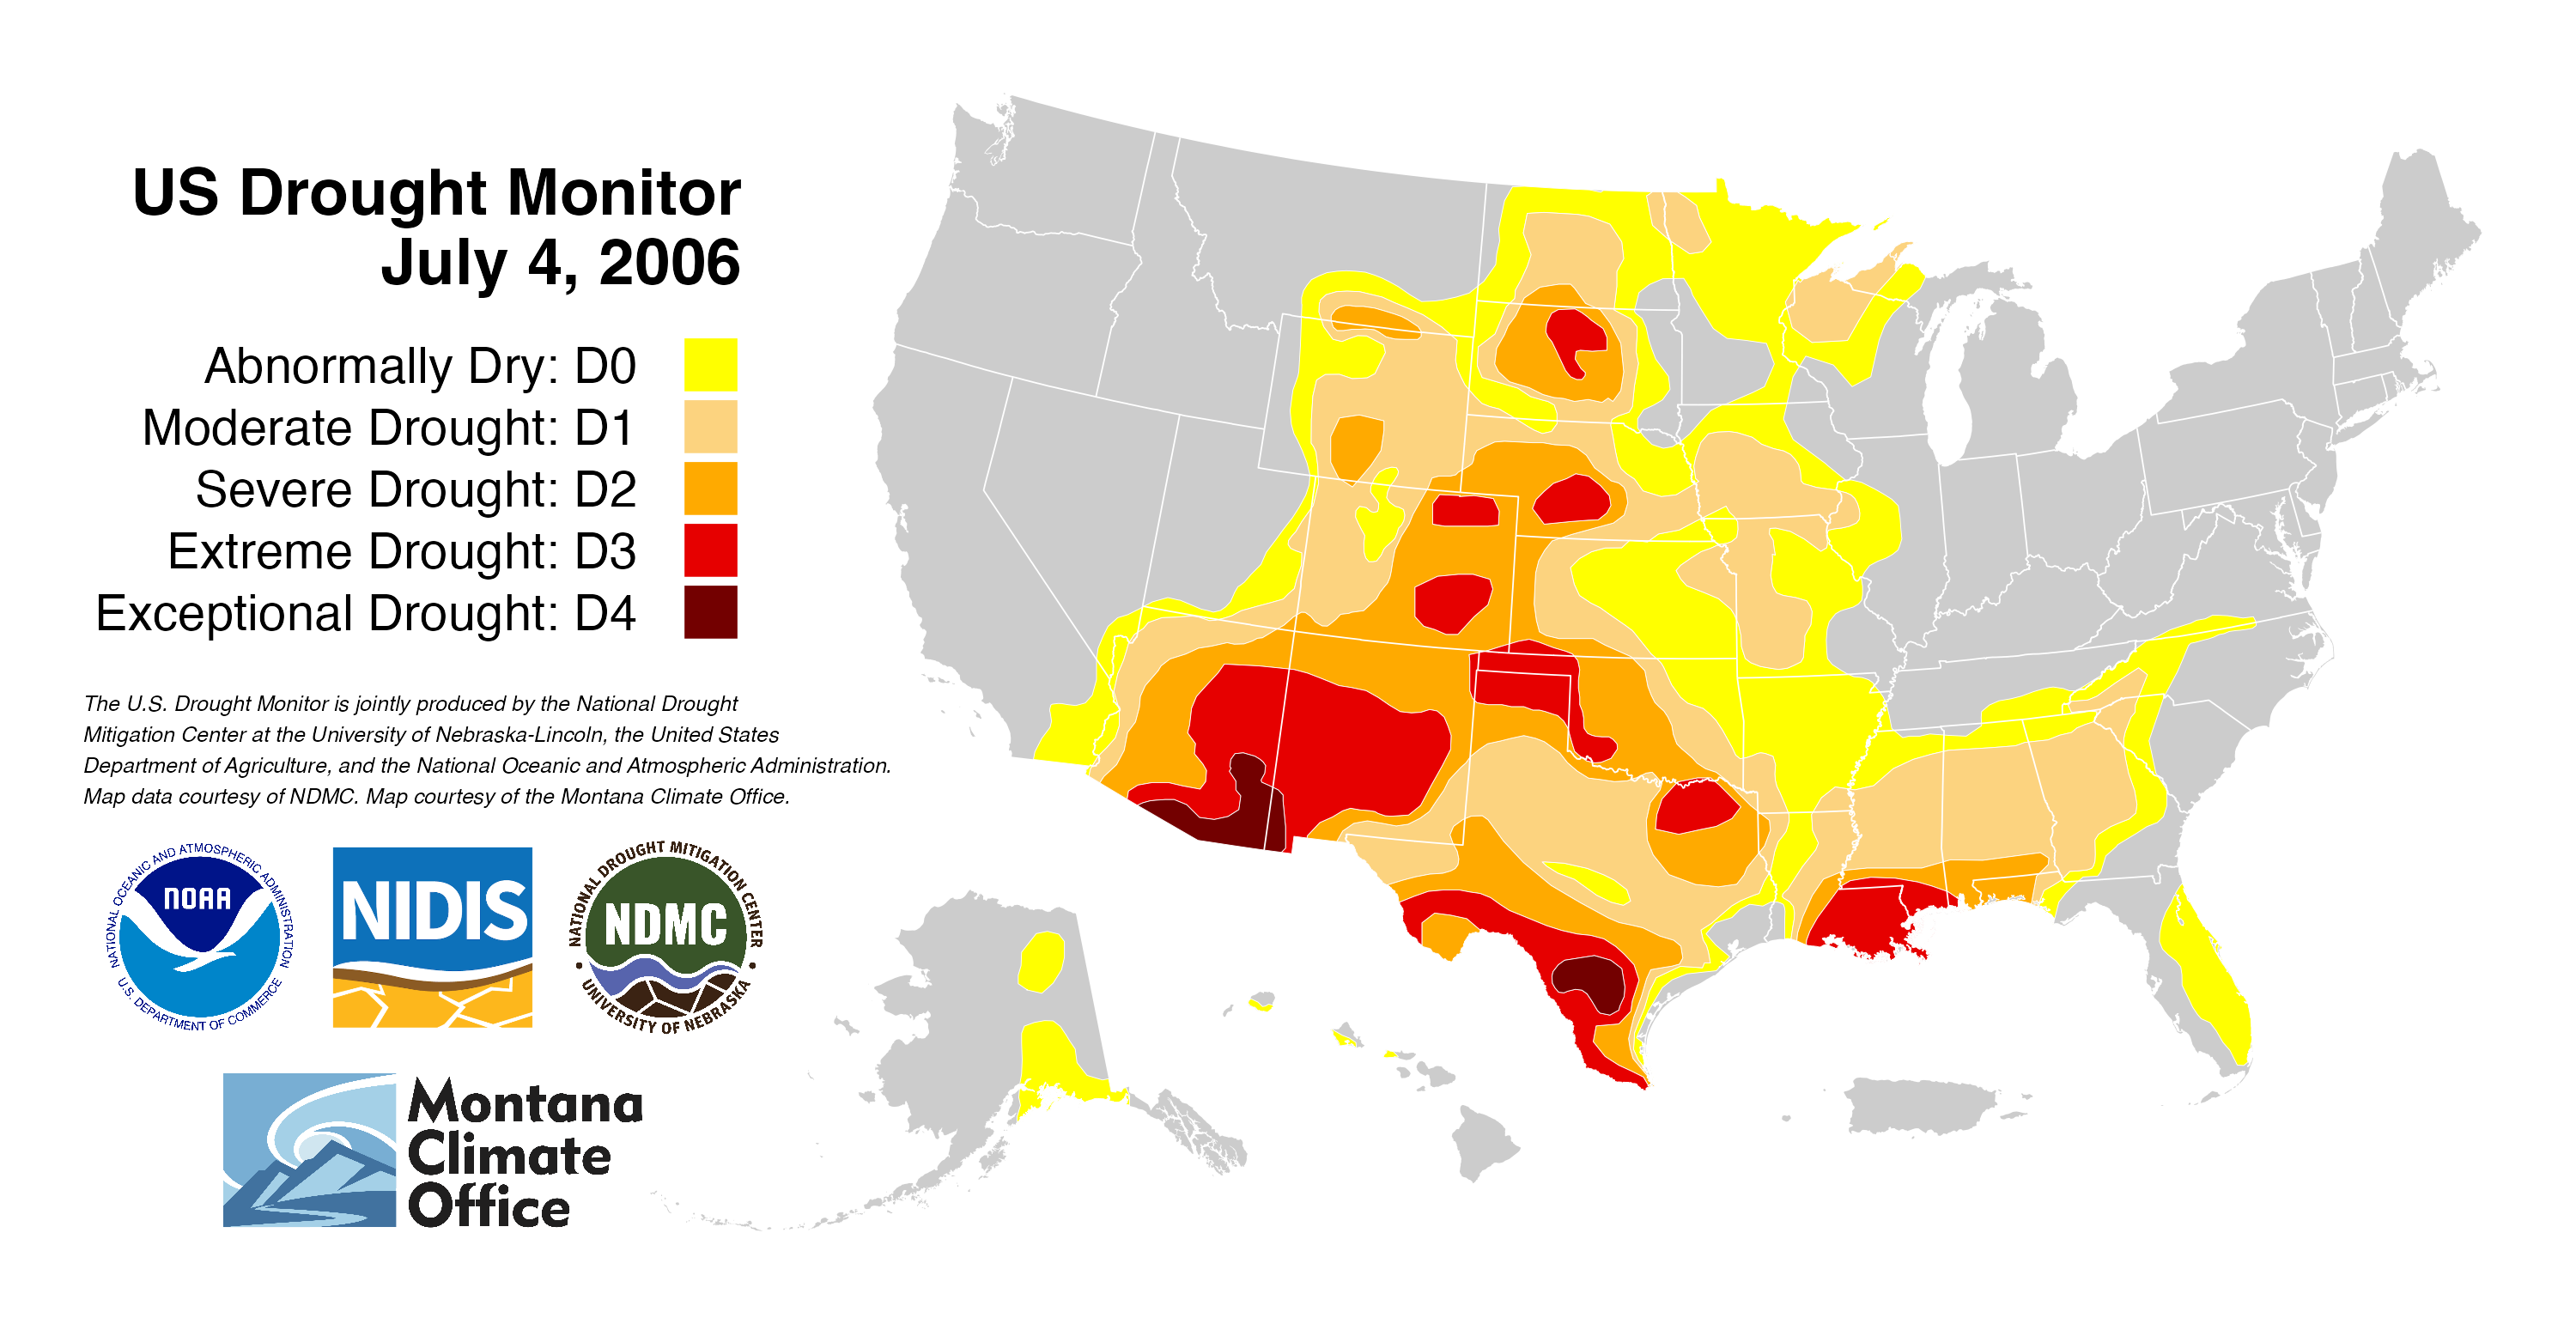 US Drought Monitor
July 4, 2006
Abnormally Dry: D0
Moderate Drought: D1
Severe Drought: D2
Extreme Drought: D3
Exceptional Drought: D4
The U.S. Drought Monitor is jointly produced by the National Drought
Mitigation Center at the University of Nebraska-Lincoln, the United States
Department of Agriculture, and the National Oceanic and Atmospheric Administration.
Map data courtesy of NDMC. Map courtesy of the Montana Climate Office.
NATIONAL OCEANIC AND ATMOSPHERIC ADMINISTRATION
NOAA
U.S. DEPARTMENT OF COMMERCE
NIDIS
NATIONAL DROUGHT MITIGATION CENTER
NDMC
UNIVERSITY OF NEBRASKA
Montana
Climate
Office